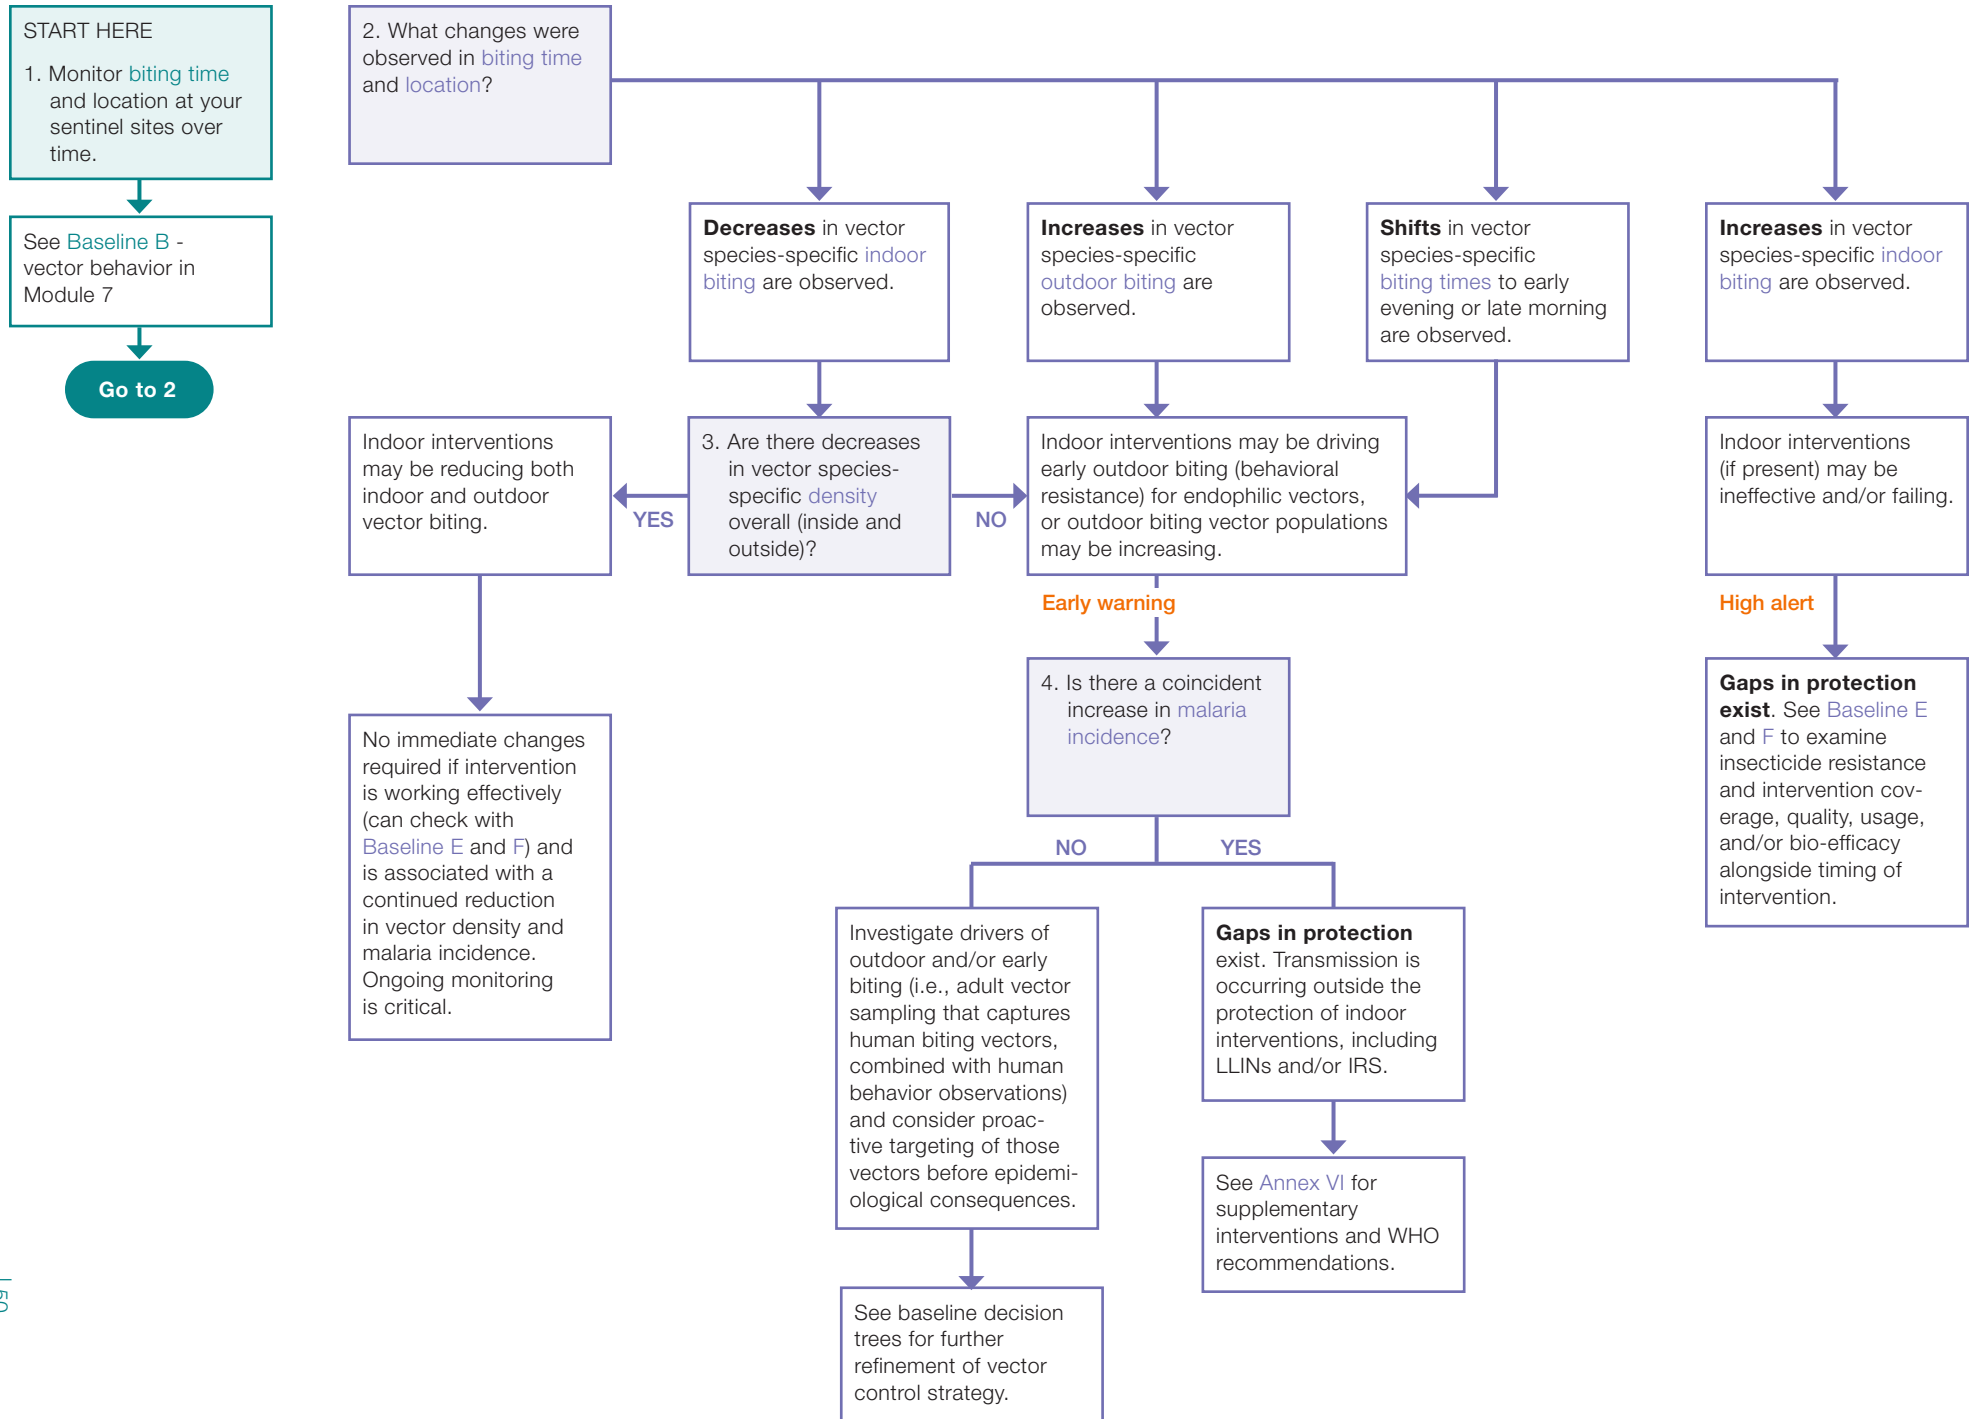 START HERE
1. Monitor biting time
and location at your
sentinel sites over
time.
See Baseline B -
vector behavior in
Module 7
Go to 2
2. What changes were
observed in biting time
and location?
Decreases in vector
species-specific indoor
biting are observed.
Increases in vector
species-specific
outdoor biting are
observed.
Shifts in vector
species-specific
biting times to early
evening or late morning
are observed.
Increases in vector
species-specific indoor
biting are observed.
Indoor interventions
may be reducing both
indoor and outdoor
vector biting.
YES
3. Are there decreases
in vector species-
specific density
overall (inside and
outside)?
NO
Indoor interventions may be driving
early outdoor biting (behavioral
resistance) for endophilic vectors,
or outdoor biting vector populations
may be increasing.
Indoor interventions
(if present) may be
ineffective and/or failing.
Early warning
High alert
No immediate changes
required if intervention
is working effectively
(can check with
Baseline E and F) and
is associated with a
continued reduction
in vector density and
malaria incidence.
Ongoing monitoring
is critical.
4. Is there a coincident
increase in malaria
incidence?
Gaps in protection
exist. See Baseline E
and F to examine
insecticide resistance
and intervention cov-
erage, quality, usage,
and/or bio-efficacy
alongside timing of
intervention.
NO
YES
Investigate drivers of
outdoor and/or early
biting (i.e., adult vector
sampling that captures
human biting vectors,
combined with human
behavior observations)
and consider proac-
tive targeting of those
vectors before epidemi-
ological consequences.
Gaps in protection
exist. Transmission is
occurring outside the
protection of indoor
interventions, including
LLINs and/or IRS.
See Annex VI for
supplementary
interventions and WHO
recommendations.
See baseline decision
trees for further
refinement of vector
control strategy.
| 50